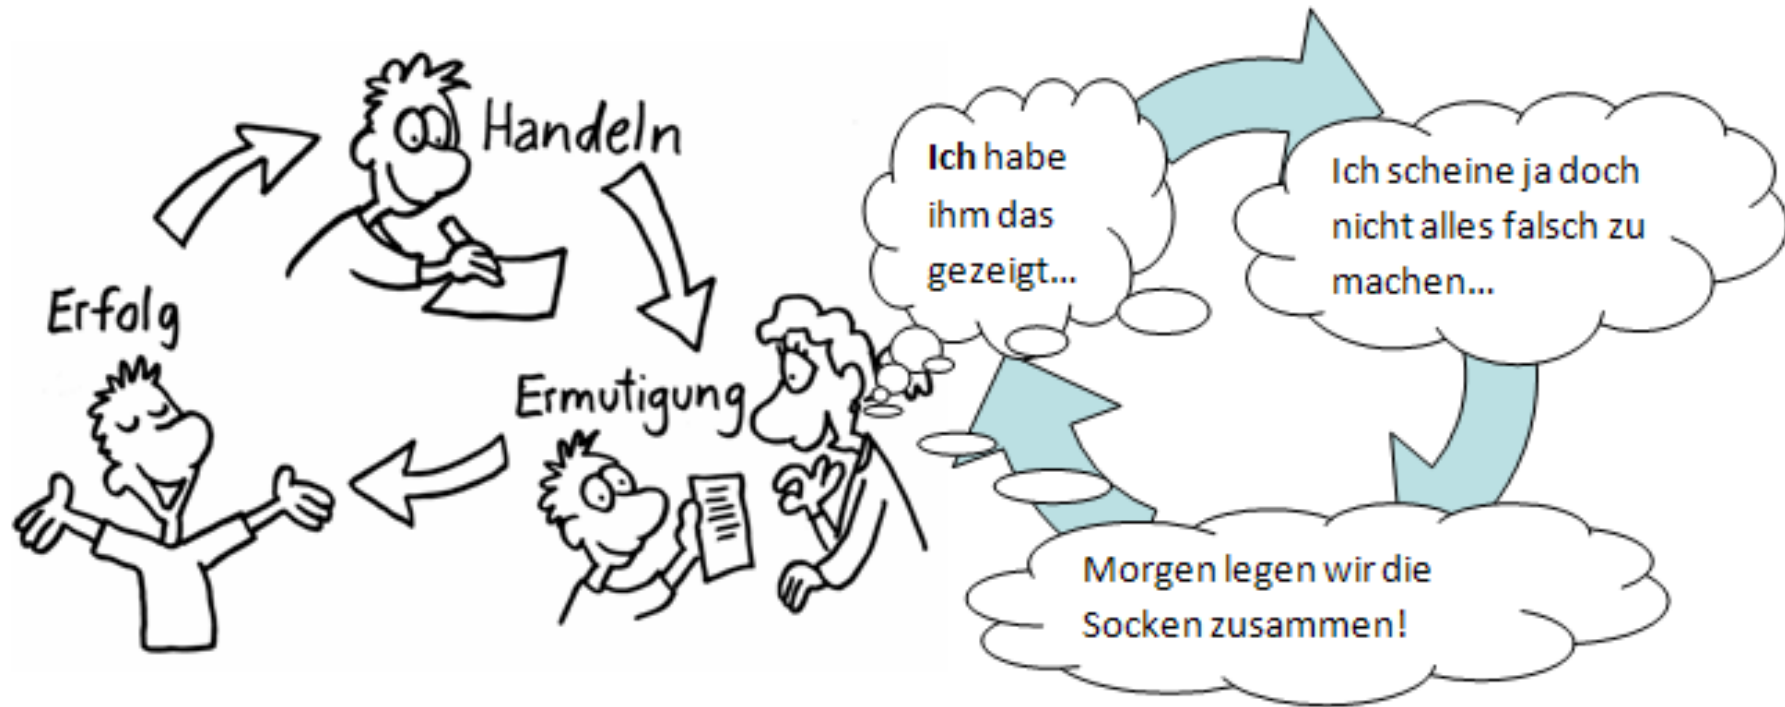 Handeln
Erfolg
Ermutigung
Ich habe
ihm das
gezeigt...
Ich scheine ja doch
nicht alles falsch zu
machen...
Morgen legen wir die
Socken zusammen!